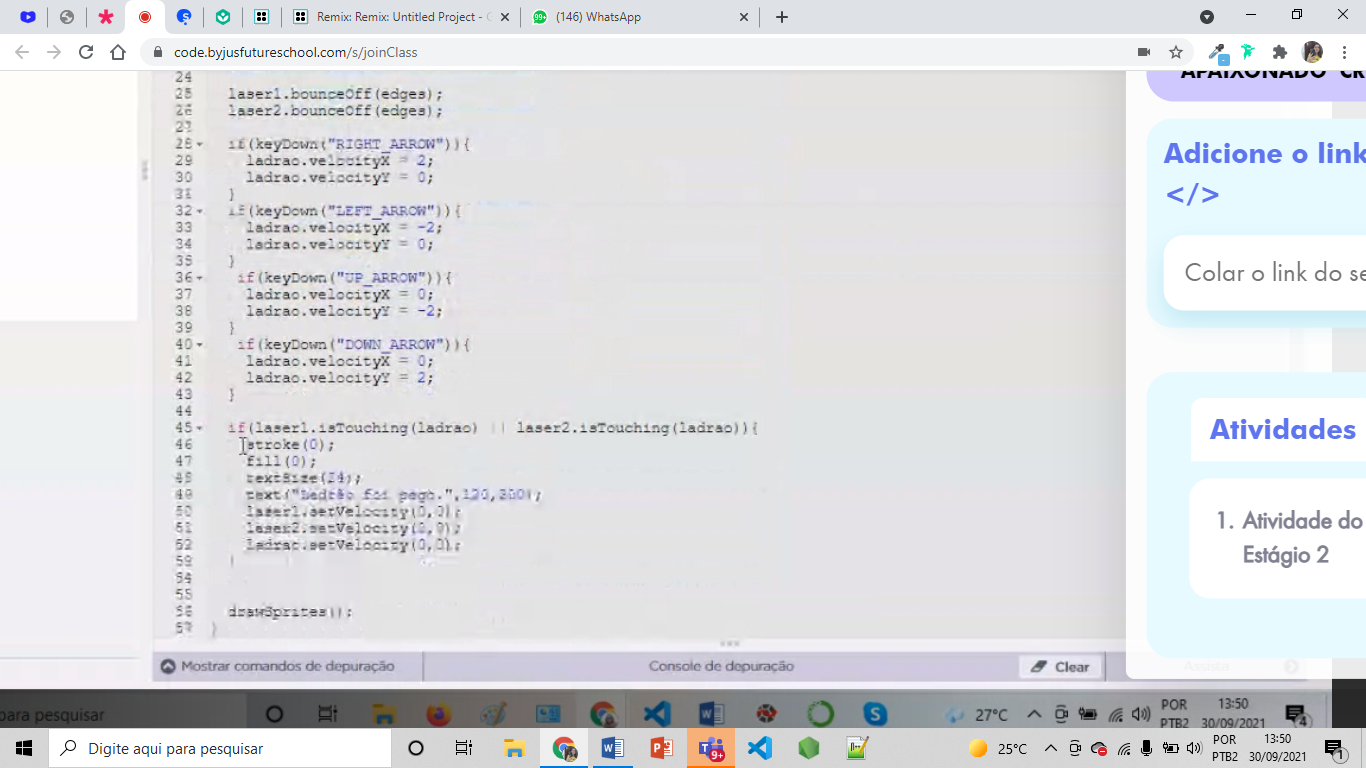 Remix: Remix: Untitled Project - C
(146) WhatsApp
code.byjusfutureschool.com/s/joinClass
24
25 laser1.bounceOff(edges);
26 laser2.bounceOff(edges);
27
28 if(keyDown("RIGHT_ARROW")){
29 ladrao.velocityX = 2;
30 ladrao.velocityY = 0;
31 }
32 if(keyDown("LEFT_ARROW")){
33 ladrao.velocityX = -2;
34 ladrao.velocityY = 0;
35 }
36 if(keyDown("UP_ARROW")){
37 ladrao.velocityX = 0;
38 ladrao.velocityY = -2;
39 }
40 if(keyDown("DOWN_ARROW")){
41 ladrao.velocityX = 0;
42 ladrao.velocityY = 2;
43 }
44
45 if(laser1.isTouching(ladrao) || laser2.isTouching(ladrao)){
46 stroke(0);
47 fill(0);
48 textSize(24);
49 text("Ladrão foi pego.",120,200);
50 laser1.setVelocity(0,0);
51 laser2.setVelocity(0,0);
52 ladrao.setVelocity(0,0);
53 }
54
55
56 drawSprites();
57 }
APAIXONADO
Adicione o link
</>
Colar o link do se
Atividades
1. Atividade do
Estágio 2
Mostrar comandos de depuração
Console de depuração
Clear
para pesquisar
27°C
POR
PTB2
13:50
30/09/2021
4
Digite aqui para pesquisar
9+
25°C
POR
PTB2
13:50
30/09/2021
1